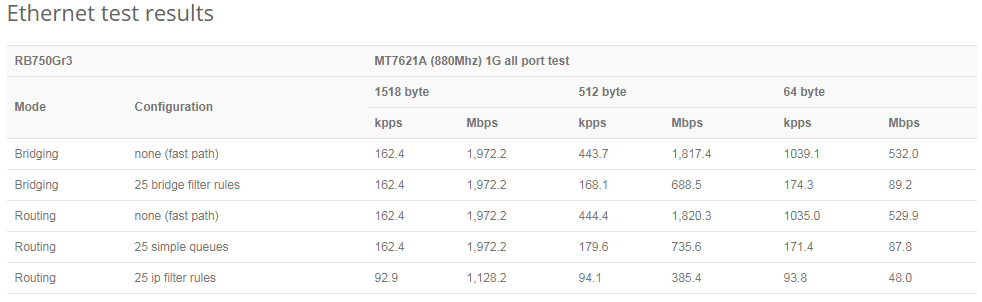 Ethernet test results
RB750Gr3 MT7621A (880Mhz) 1G all port test
Mode Configuration 1518 byte 512 byte 64 byte
kpps Mbps kpps Mbps kpps Mbps
Bridging none (fast path) 162.4 1,972.2 443.7 1,817.4 1039.1 532.0
Bridging 25 bridge filter rules 162.4 1,972.2 168.1 688.5 174.3 89.2
Routing none (fast path) 162.4 1,972.2 444.4 1,820.3 1035.0 529.9
Routing 25 simple queues 162.4 1,972.2 179.6 735.6 171.4 87.8
Routing 25 ip filter rules 92.9 1,128.2 94.1 385.4 93.8 48.0